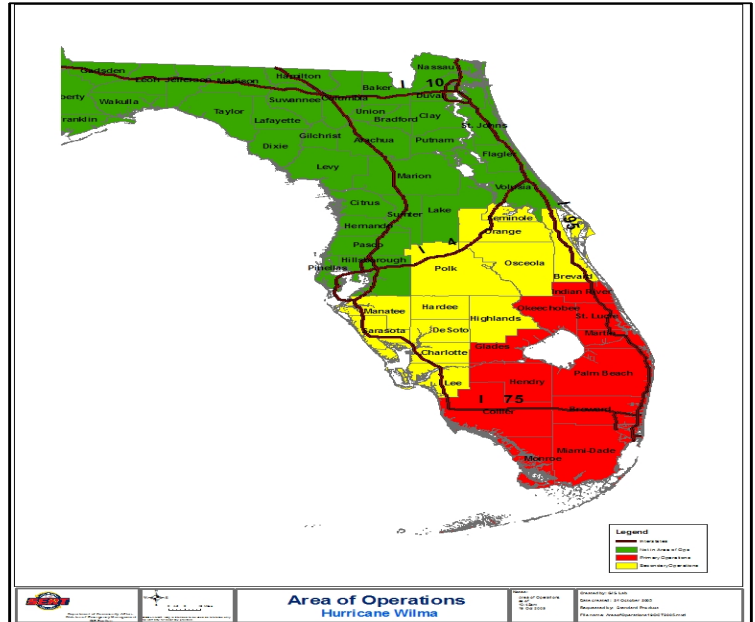 Nassau
Gadsden
Leon
Jefferson
Madison
Hamilton
Baker
I 10
Duval
Suwannee
Columbia
Wakulla
Taylor
Union
Bradford
Clay
St. Johns
Lafayette
Gilchrist
Alachua
Putnam
Dixie
Flagler
Levy
Marion
Volusia
Citrus
Sumter
Lake
Hernando
Seminole
Orange
I 95
Pasco
I 4
Hillsborough
Pinellas
Polk
Osceola
Brevard
Indian River
Manatee
Hardee
Okeechobee
Highlands
St. Lucie
Sarasota
DeSoto
Martin
Glades
Charlotte
Lee
Hendry
Palm Beach
I 75
Collier
Broward
Miami-Dade
Monroe
Legend
Interstates
Not in Area of Ops
Primary Operations
Secondary Operations
Area of Operations
Hurricane Wilma